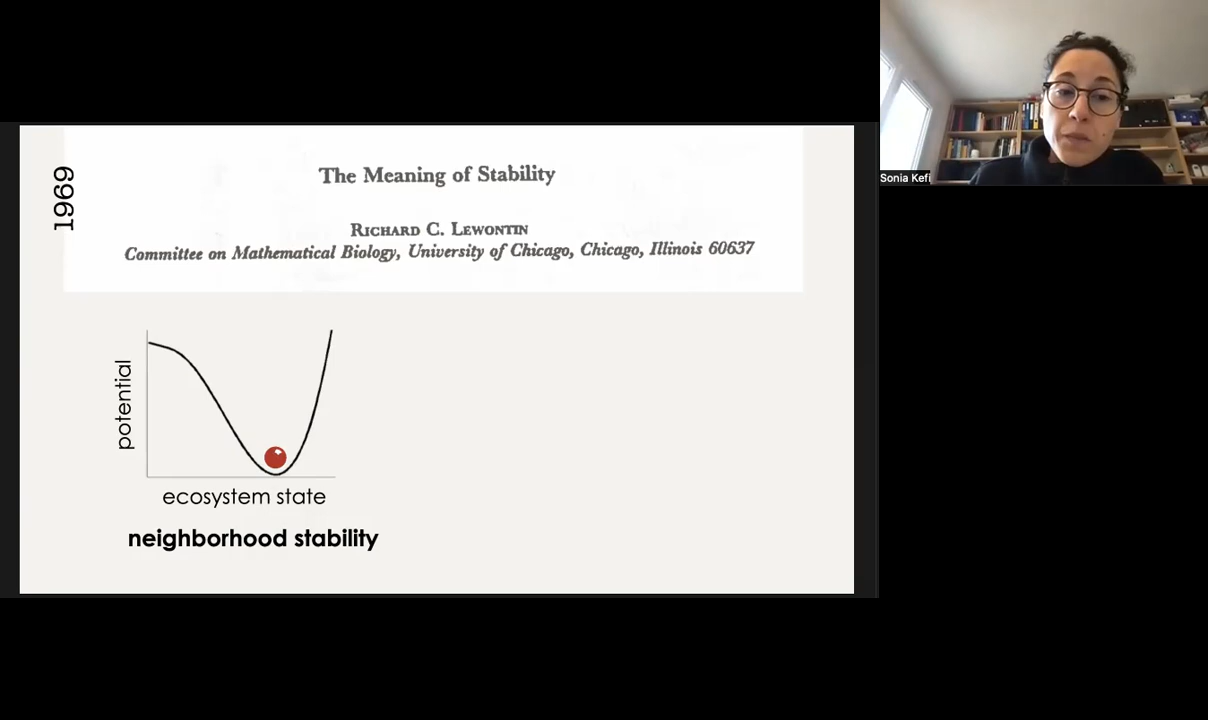 1969
The Meaning of Stability
RICHARD C. LEWONTIN
Committee on Mathematical Biology, University of Chicago, Chicago, Illinois 60637
potential
ecosystem state
neighborhood stability
Sonia Kefi